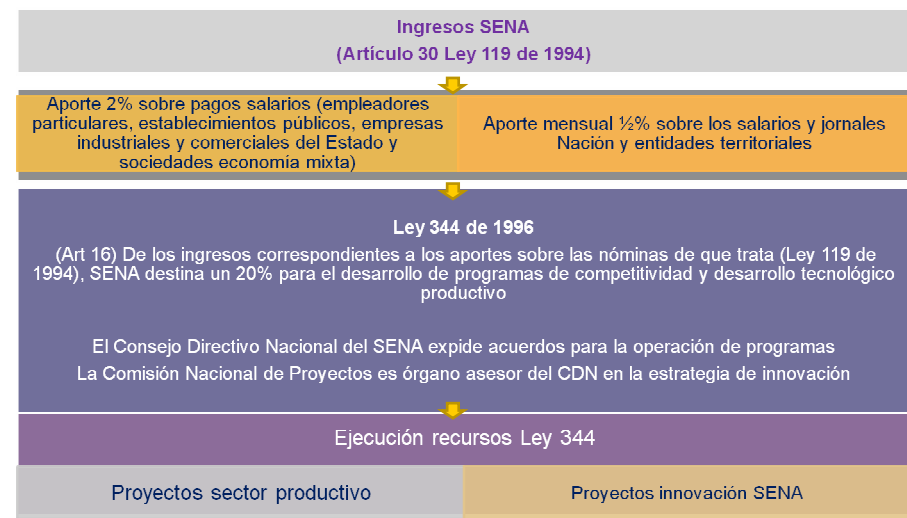 Ingresos SENA
(Artículo 30 Ley 119 de 1994)
Aporte 2% sobre pagos salarios (empleadores
particulares, establecimientos públicos, empresas
industriales y comerciales del Estado y
sociedades economía mixta)
Aporte mensual ½% sobre los salarios y jornales
Nación y entidades territoriales
Ley 344 de 1996
(Art 16) De los ingresos correspondientes a los aportes sobre las nóminas de que trata (Ley 119 de
1994), SENA destina un 20% para el desarrollo de programas de competitividad y desarrollo tecnológico
productivo
El Consejo Directivo Nacional del SENA expide acuerdos para la operación de programas
La Comisión Nacional de Proyectos es órgano asesor del CDN en la estrategia de innovación
Ejecución recursos Ley 344
Proyectos sector productivo
Proyectos innovación SENA